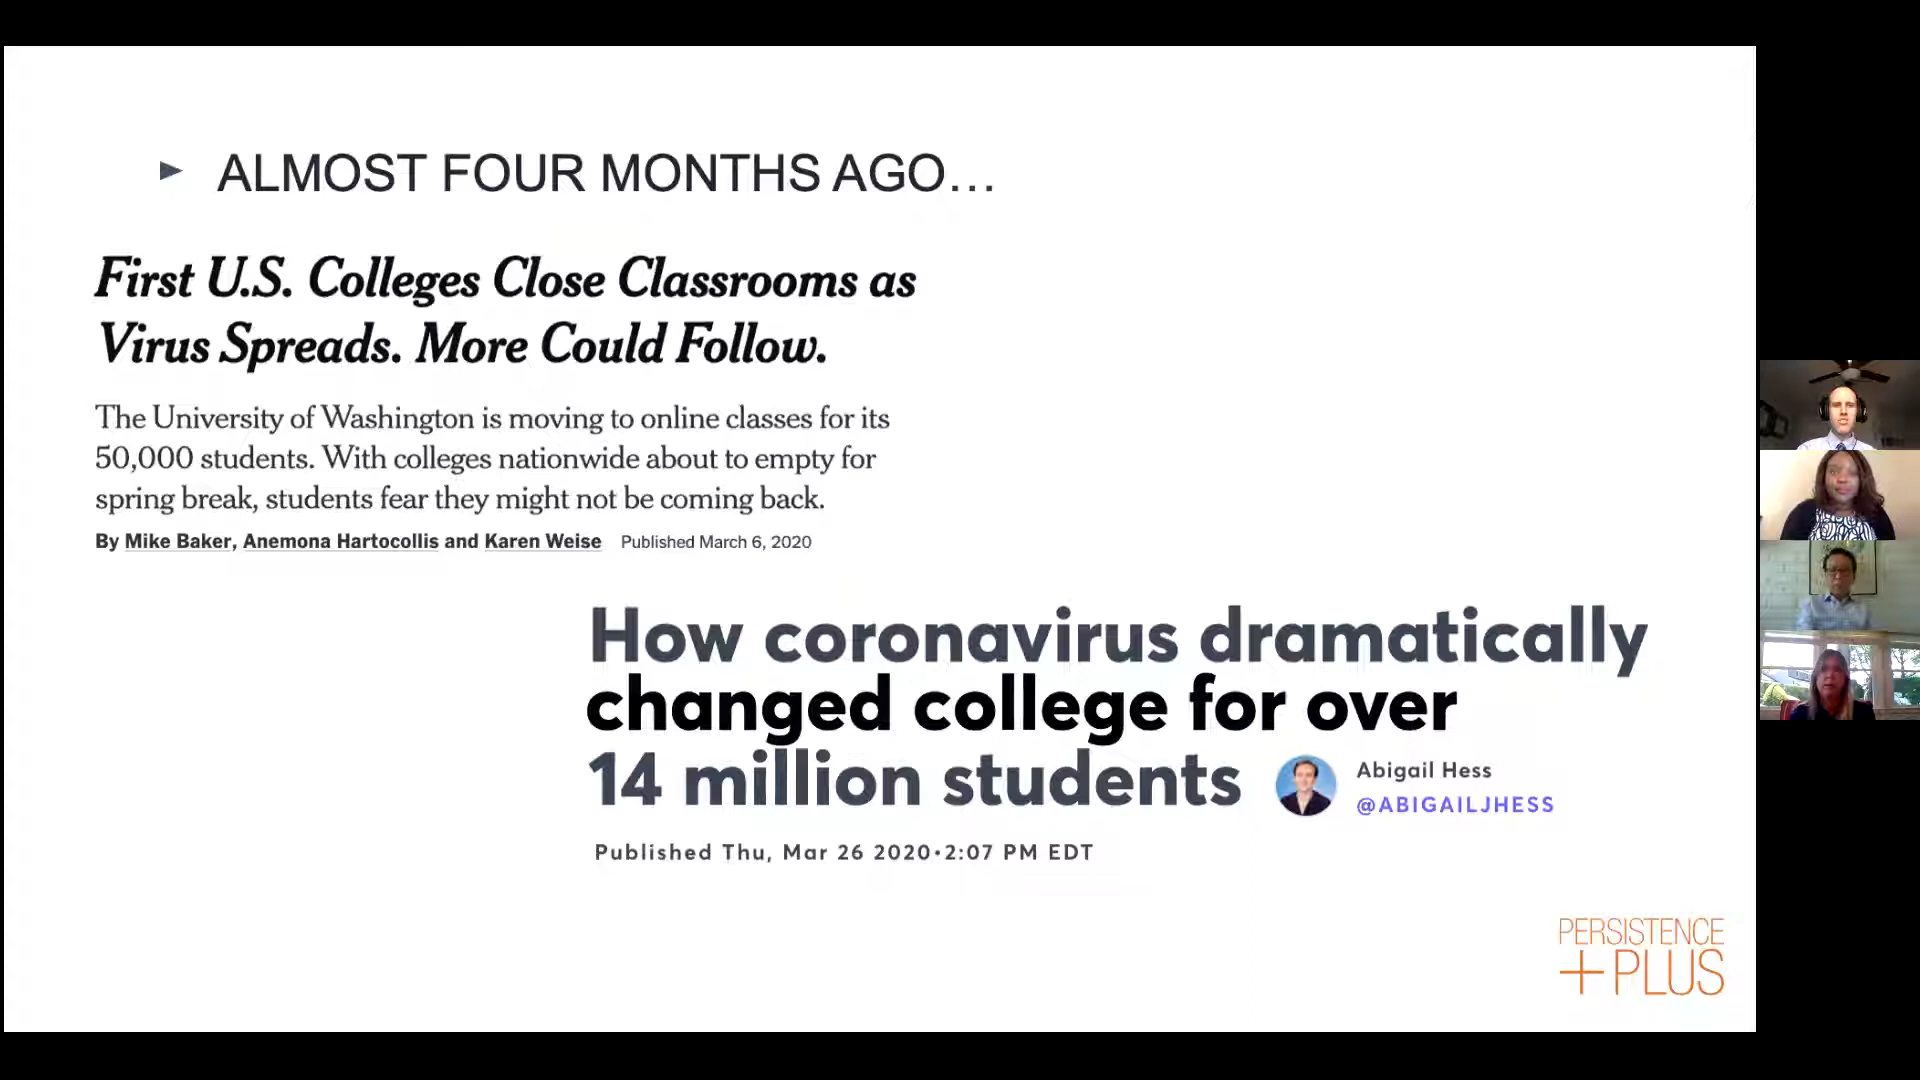 ALMOST FOUR MONTHS AGO…
First U.S. Colleges Close Classrooms as
Virus Spreads. More Could Follow.
The University of Washington is moving to online classes for its
50,000 students. With colleges nationwide about to empty for
spring break, students fear they might not be coming back.
By Mike Baker, Anemona Hartocollis and Karen Weise Published March 6, 2020
How coronavirus dramatically
changed college for over
14 million students
Abigail Hess
@ABIGAILJHESS
Published Thu, Mar 26 2020•2:07 PM EDT
PERSISTENCE
+PLUS